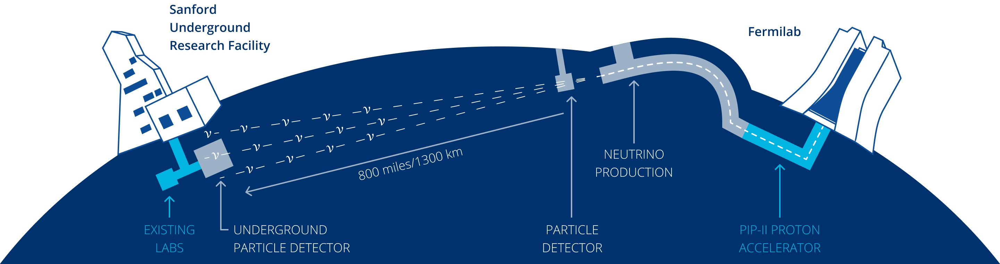 Sanford
Underground
Research Facility
Fermilab
ν ν ν ν ν
ν ν ν ν ν
ν ν ν ν
800 miles/1300 km
NEUTRINO
PRODUCTION
EXISTING
LABS
UNDERGROUND
PARTICLE DETECTOR
PARTICLE
DETECTOR
PIP-II PROTON
ACCELERATOR